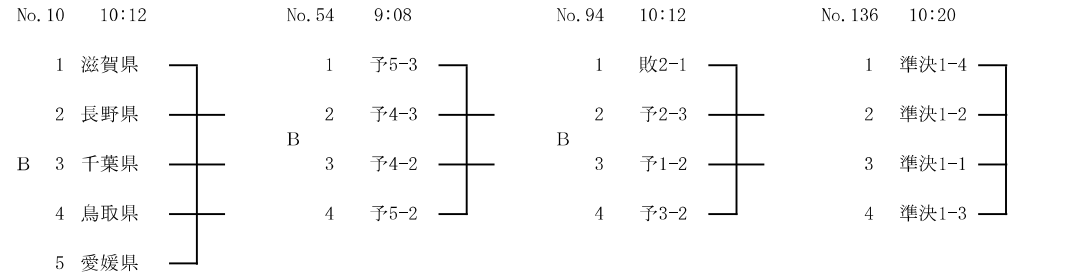 No.10 10:12 No.54 9:08 No.94 10:12 No.136 10:20
1 滋賀県 1 予5-3 1 敗2-1 1 準決1-4
2 長野県 2 予4-3 2 予2-3 2 準決1-2
B B
B 3 千葉県 3 予4-2 3 予1-2 3 準決1-1
4 鳥取県 4 予5-2 4 予3-2 4 準決1-3
5 愛媛県